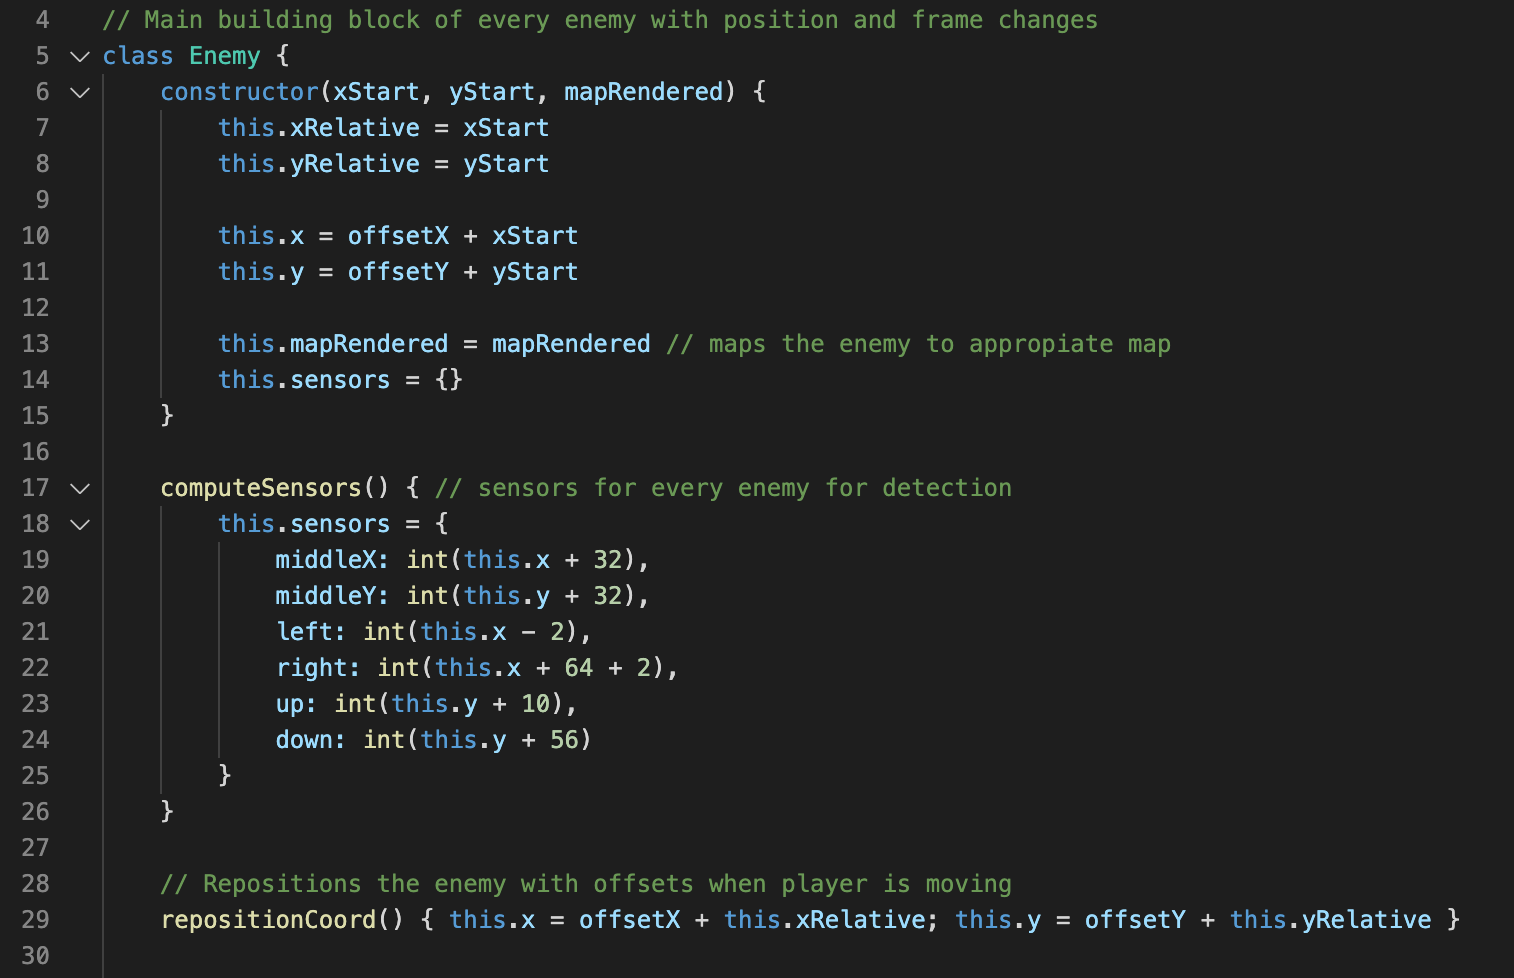 4 // Main building block of every enemy with position and frame changes
5 class Enemy {
6 constructor(xStart, yStart, mapRendered) {
7 this.xRelative = xStart
8 this.yRelative = yStart
9
10 this.x = offsetX + xStart
11 this.y = offsetY + yStart
12
13 this.mapRendered = mapRendered // maps the enemy to appropiate map
14 this.sensors = {}
15 }
16
17 computeSensors() { // sensors for every enemy for detection
18 this.sensors = {
19 middleX: int(this.x + 32),
20 middleY: int(this.y + 32),
21 left: int(this.x - 2),
22 right: int(this.x + 64 + 2),
23 up: int(this.y + 10),
24 down: int(this.y + 56)
25 }
26 }
27
28 // Repositions the enemy with offsets when player is moving
29 repositionCoord() { this.x = offsetX + this.xRelative; this.y = offsetY + this.yRelative }
30